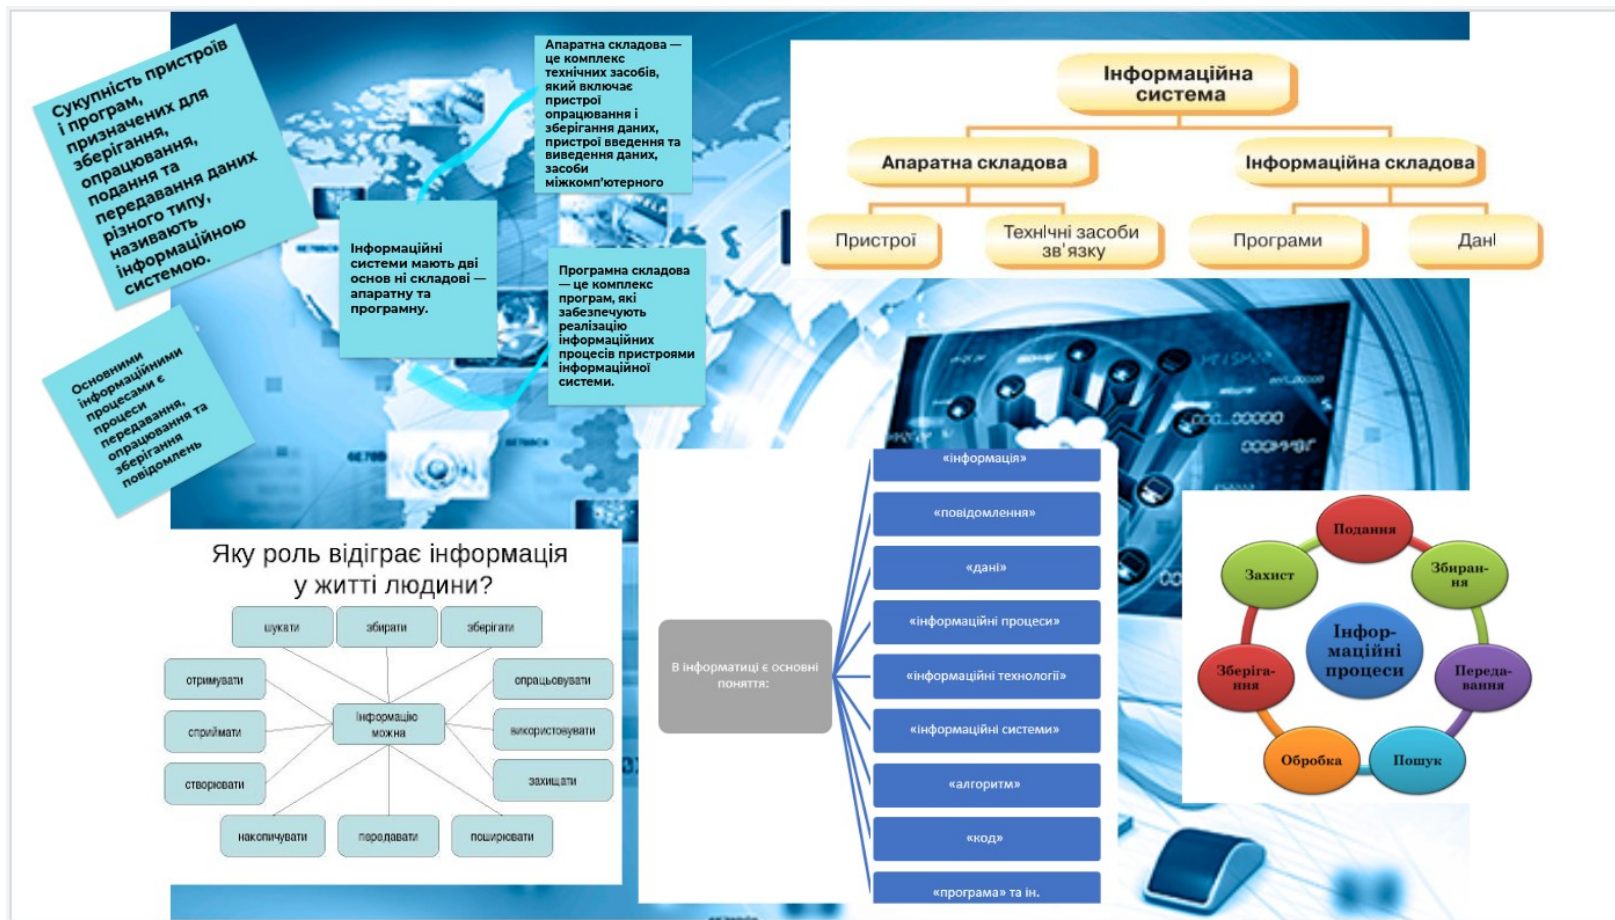 Сукупність пристроїв
і програм,
призначених для
зберігання,
опрацювання,
подання та
передавання даних
різного типу,
називають
інформаційною
системою.
Основними
інформаційними
процесами є
процеси
передавання,
опрацювання та
зберігання
повідомлень
Інформаційні
системи мають дві
основ ні складові —
апаратну та
програмну.
Апаратна складова —
це комплекс
технічних засобів,
який включає
пристрої
опрацювання і
зберігання даних,
пристрої введення та
виведення даних,
засоби
міжкомп'ютерного
Програмна складова
— це комплекс
програм, які
забезпечують
реалізацію
інформаційних
процесів пристроями
інформаційної
системи.
Інформаційна
система
Апаратна складова
Інформаційна складова
Пристрої
Технічні засоби
зв'язку
Програми
Дані
Яку роль відіграє інформація
у житті людини?
шукати
збирати
зберігати
отримувати
опрацьовувати
сприймати
Інформацію
можна
використовувати
створювати
захищати
накопичувати
передавати
поширювати
В інформатиці є основні
поняття:
«інформація»
«повідомлення»
«дані»
«інформаційні процеси»
«інформаційні технології»
«інформаційні системи»
«алгоритм»
«код»
«програма» та ін.
Інфор-
маційні
процеси
Подання
Збиран-
ня
Переда-
вання
Пошук
Обробка
Зберіга-
ння
Захист